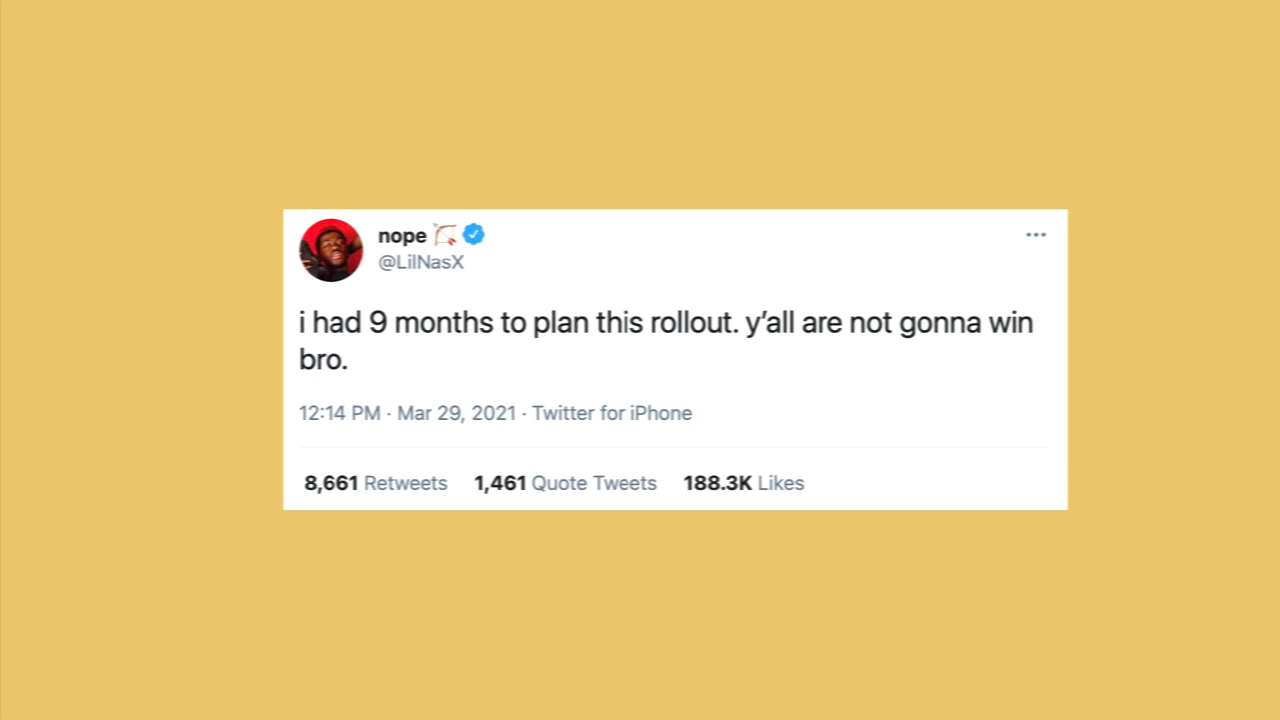 nope 🏹
@LilNasX
i had 9 months to plan this rollout. y’all are not gonna win
bro.
12:14 PM · Mar 29, 2021 · Twitter for iPhone
8,661 Retweets 1,461 Quote Tweets 188.3K Likes